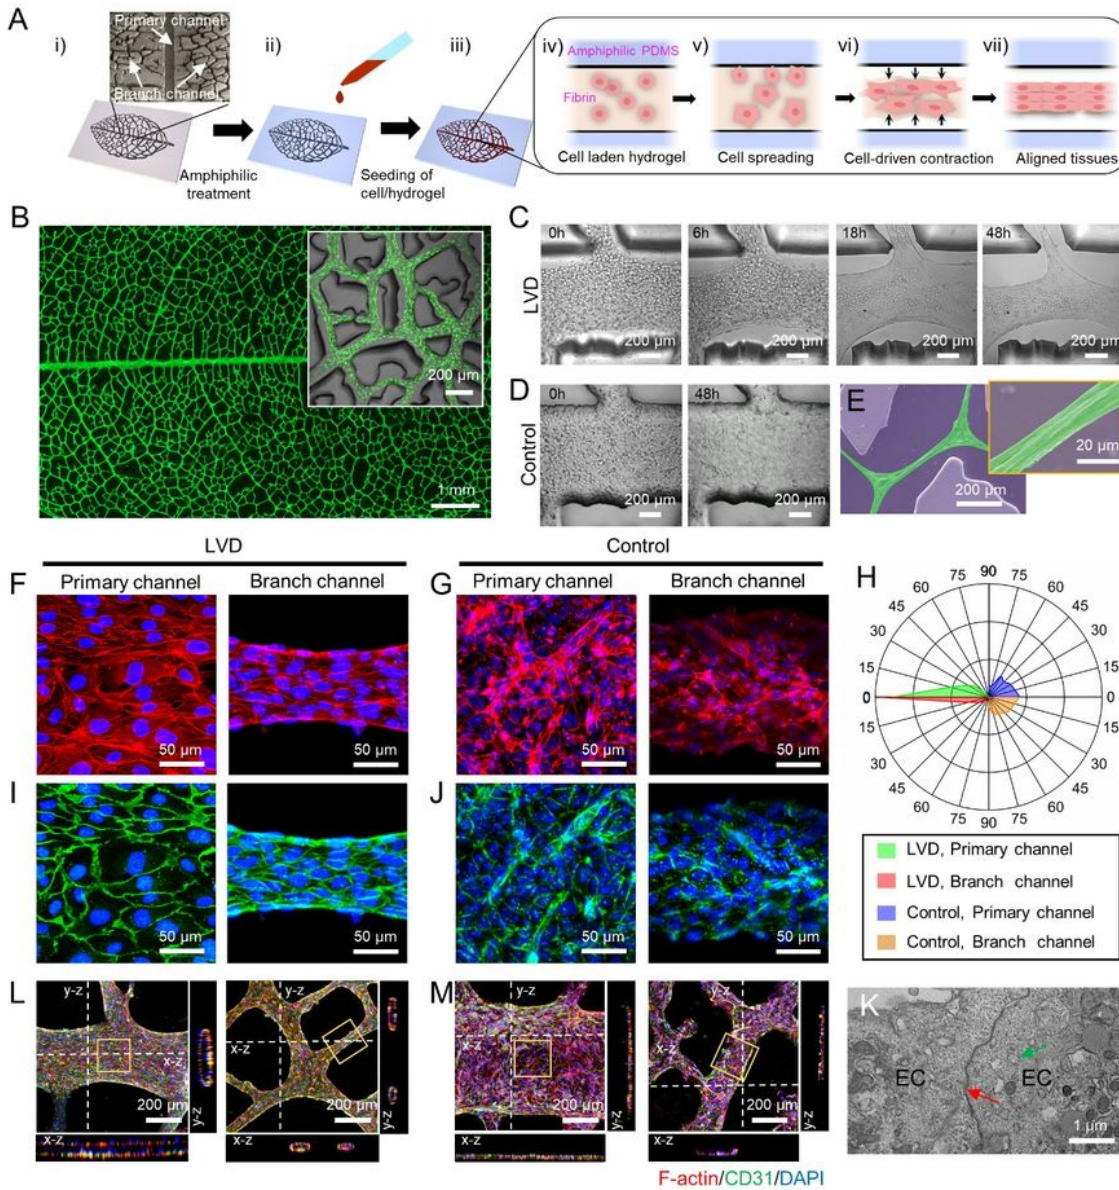 A
i)
Primary channel
Branch channel
ii)
iii)
iv)
v)
vi)
vii)
Amphiphilic PDMS
Fibrin
Amphiphilic
treatment
Seeding of
cell/hydrogel
Cell laden hydrogel
Cell spreading
Cell-driven contraction
Aligned tissues
B
200 μm
1 mm
C
LVD
0h
6h
18h
48h
200 μm
200 μm
200 μm
200 μm
D
Control
0h
48h
200 μm
200 μm
E
20 μm
200 μm
LVD
Control
F
Primary channel
Branch channel
50 μm
50 μm
G
Primary channel
Branch channel
50 μm
50 μm
H
90
75
75
60
60
45
45
30
30
15
15
0
0
15
15
30
30
45
45
60
60
75
75
90
LVD, Primary channel
LVD, Branch channel
Control, Primary channel
Control, Branch channel
I
50 μm
50 μm
J
50 μm
50 μm
K
EC
EC
1 μm
L
y-z
x-z
200 μm
y-z
x-z
y-z
x-z
200 μm
y-z
x-z
M
y-z
x-z
200 μm
y-z
x-z
y-z
x-z
200 μm
y-z
x-z
F-actin/CD31/DAPI